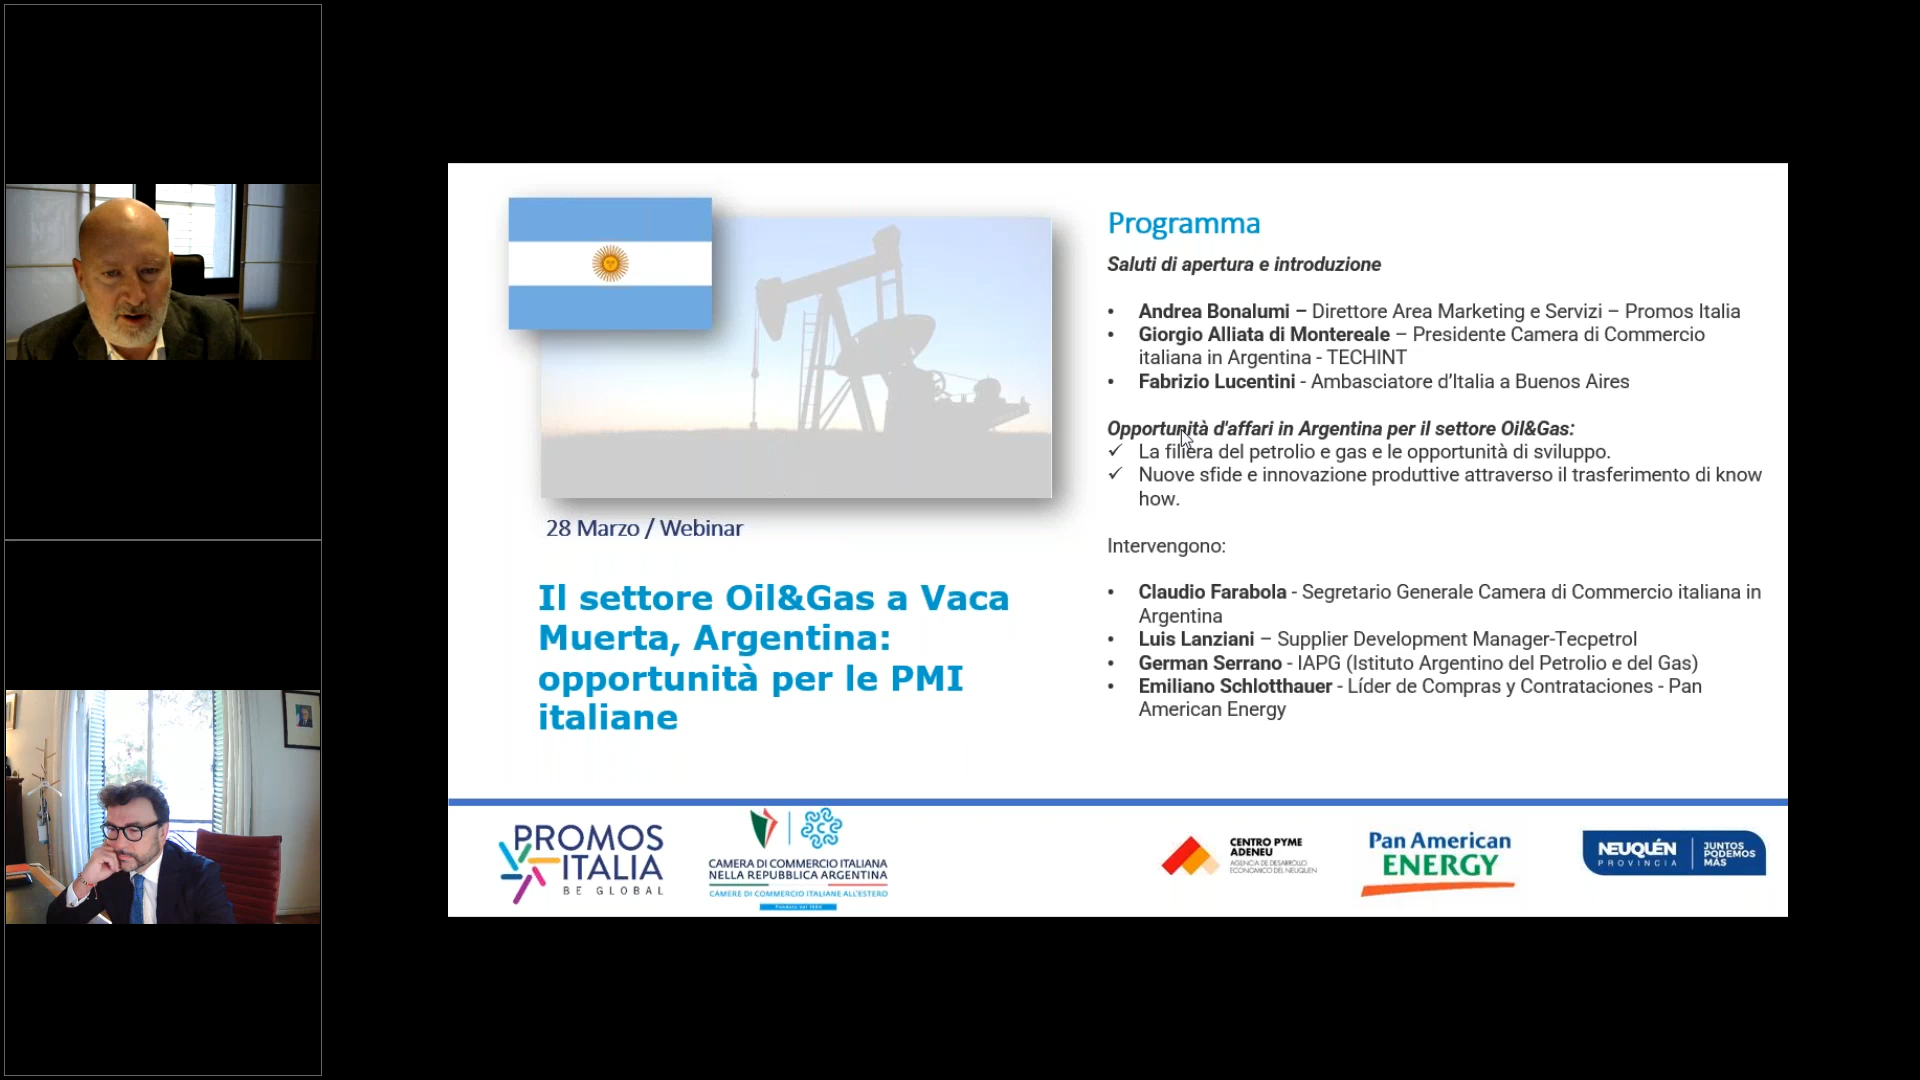 Programma
Saluti di apertura e introduzione
• Andrea Bonalumi – Direttore Area Marketing e Servizi – Promos Italia
• Giorgio Alliata di Montereale – Presidente Camera di Commercio
italiana in Argentina - TECHINT
• Fabrizio Lucentini - Ambasciatore d’Italia a Buenos Aires
Opportunità d'affari in Argentina per il settore Oil&Gas:
✓ La filiera del petrolio e gas e le opportunità di sviluppo.
✓ Nuove sfide e innovazione produttive attraverso il trasferimento di know
how.
Intervengono:
• Claudio Farabola - Segretario Generale Camera di Commercio italiana in
Argentina
• Luis Lanziani – Supplier Development Manager-Tecpetrol
• German Serrano - IAPG (Istituto Argentino del Petrolio e del Gas)
• Emiliano Schlotthauer - Líder de Compras y Contrataciones - Pan
American Energy
28 Marzo / Webinar
Il settore Oil&Gas a Vaca
Muerta, Argentina:
opportunità per le PMI
italiane
PROMOS
ITALIA
BE GLOBAL
CAMERA DI COMMERCIO ITALIANA
NELLA REPUBBLICA ARGENTINA
CAMERE DI COMMERCIO ITALIANE ALL'ESTERO
CENTRO PYME
ADENEU
AGENCIA DE DESARROLLO
ECONÓMICO DEL NEUQUEN
Pan American
ENERGY
NEUQUÉN
PROVINCIA
JUNTOS
PODEMOS
MÁS